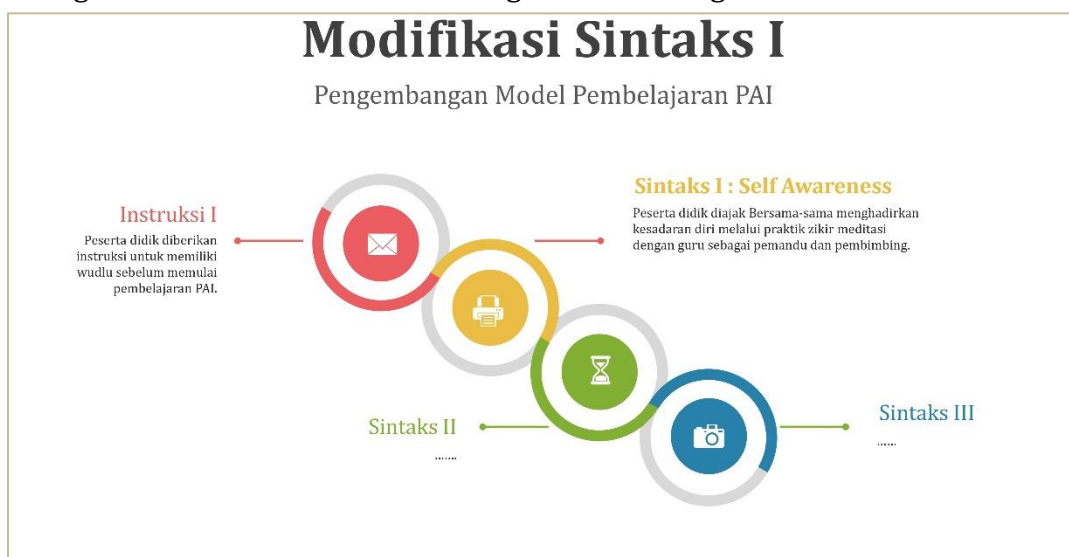 Modifikasi Sintaks I
Pengembangan Model Pembelajaran PAI
Instruksi I
Peserta didik diberikan
instruksi untuk memiliki
wudlu sebelum memulai
pembelajaran PAI.
Sintaks I : Self Awareness
Peserta didik diajak Bersama-sama menghadirkan
kesadaran diri melalui praktik zikir meditasi
dengan guru sebagai pemandu dan pembimbing.
Sintaks II
.......
Sintaks III
......